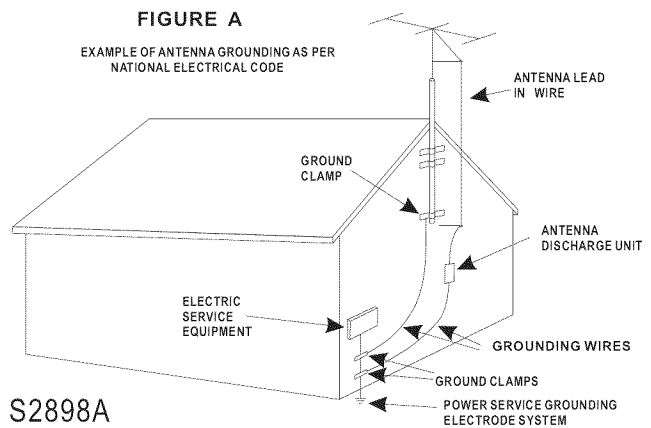 FIGURE A
EXAMPLE OF ANTENNA GROUNDING AS PER
NATIONAL ELECTRICAL CODE
ANTENNA LEAD
IN WIRE
GROUND
CLAMP
ANTENNA
DISCHARGE UNIT
ELECTRIC
SERVICE
EQUIPMENT
GROUNDING WIRES
GROUND CLAMPS
POWER SERVICE GROUNDING
ELECTRODE SYSTEM
S2898A